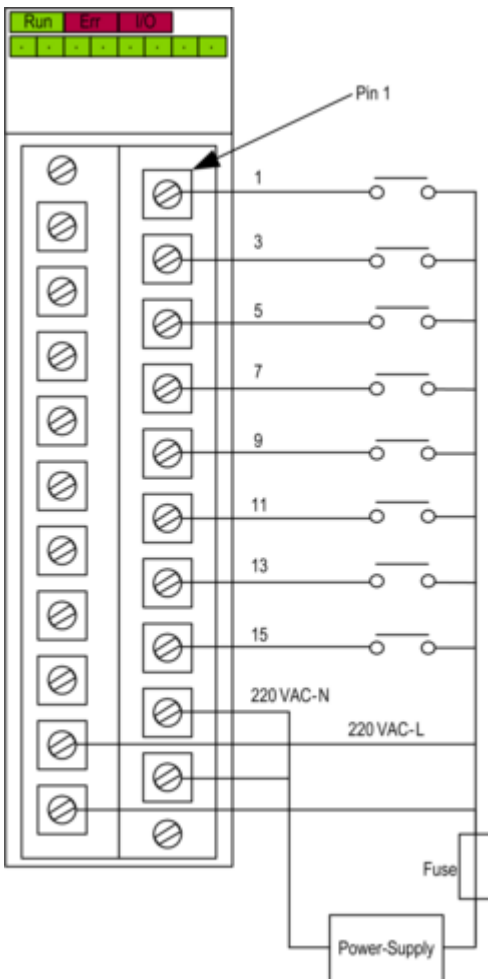 Run Err I/O
Pin 1
1
3
5
7
9
11
13
15
220 VAC-N
220 VAC-L
Fuse
Power-Supply